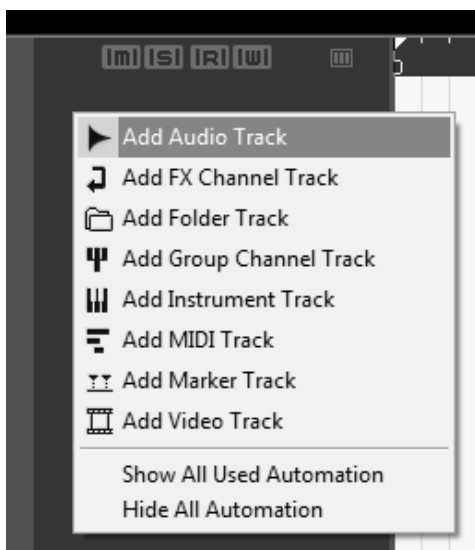 m S R W
Add Audio Track
Add FX Channel Track
Add Folder Track
Add Group Channel Track
Add Instrument Track
Add MIDI Track
Add Marker Track
Add Video Track
Show All Used Automation
Hide All Automation